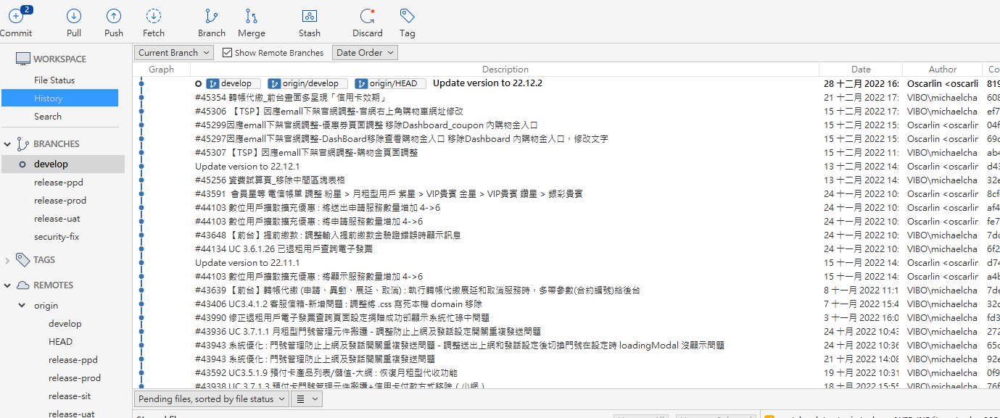 2
Commit
Pull
Push
Fetch
Branch
Merge
Stash
Discard
Tag
WORKSPACE
File Status
History
Search
BRANCHES
develop
release-ppd
release-prod
release-uat
security-fix
TAGS
REMOTES
origin
develop
HEAD
release-ppd
release-prod
release-sit
release-uat
Current Branch
Show Remote Branches
Date Order
Graph Description Date Author Co
develop origin/develop origin/HEAD Update version to 22.12.2 28 十二月 2022 16: Oscarlin <oscarli 819
#45354 轉帳代繳_前台畫面多呈現「信用卡效期」 21 十二月 2022 17: VIBO\michaelcha 608
#45306 【TSP】因應emall下架官網調整-官網右上角購物車網址修改 15 十二月 2022 17: VIBO\michaelcha ef7
#45299因應emall下架官網調整-優惠券頁面調整 移除Dashboard_coupon 內購物金入口 15 十二月 2022 15: VIBO\michaelcha 04f
#45297因應emall下架官網調整-DashBoard移除查看購物金入口 移除Dashboard 內購物金入口，修改文字 15 十二月 2022 15: VIBO\michaelcha 69c
#45307 【TSP】因應emall下架官網調整-購物金頁面調整 15 十二月 2022 11: VIBO\michaelcha ab4
Update version to 22.12.1 13 十二月 2022 14: Oscarlin <oscarlir d43
#45256 資費試算頁_移除中間區塊表格 13 十二月 2022 14: VIBO\michaelcha 32e
#43591 會員星等 電信帳單 調整 粉星 > 月租型用戶 紫星 > VIP貴賓 金星 > VIP貴賓 鑽星 > 銀彩貴賓 24 十一月 2022 10: Oscarlin <oscarlir 8cf
#44103 數位用戶擴散擴充優惠 : 將送出申請服務數量增加 4->6 24 十一月 2022 10: Oscarlin <oscarlir af4
#44103 數位用戶擴散擴充優惠 : 將申請服務數量增加 4->6 24 十一月 2022 10: Oscarlin <oscarlir fe7
#43648 【前台】提前繳款 : 調整輸入提前繳款金驗證錯誤時顯示訊息 24 十一月 2022 10: VIBO\michaelcha 7dc
#44134 UC 3.6.1.26 已退租用戶查詢電子發票 24 十一月 2022 10: VIBO\michaelcha 6f2
Update version to 22.11.1 15 十一月 2022 14: Oscarlin <oscarlir d74
#44103 數位用戶擴散擴充優惠 : 將顯示服務數量增加 4->6 15 十一月 2022 14: Oscarlin <oscarlir a4b
#43639 【前台】轉帳代繳 (申請、異動、展延、取消) : 執行轉帳代繳展延和取消服務時，多帶參數(合約編號)給後台 8 十一月 2022 11:1 VIBO\michaelcha 7de
#43406 UC3.4.1.2 客服信箱-新增問題 : 調整將 .css 寫死本機 domain 移除 7 十一月 2022 15:4 VIBO\michaelcha 32c
#43990 修正退租用戶電子發票查詢頁面設定捐贈成功卻顯示系統忙碌中問題 3 十一月 2022 16:0 VIBO\michaelcha fd3
#43936 UC 3.7.1.1 月租型門號管理元件搬遷 - 調整防止上網及發話設定開關重複發送問題 24 十月 2022 10:43 VIBO\michaelcha 272
#43943 系統優化 : 門號管理防止上網及發話開關重複發送問題 - 調整送出上網和發話設定後切換門號在設定時 loadingModal 沒顯示問題 24 十月 2022 10:36 VIBO\michaelcha 65c
#43943 系統優化 : 門號管理防止上網及發話開關重複發送問題 21 十月 2022 14:08 VIBO\michaelcha 92e
#43592 UC3.5.1.9 預付卡產品列表/儲值-大網 : 恢復月租型代收功能 19 十月 2022 10:31 VIBO\michaelcha 0f9
#43938 UC 3.7.1.3 預付卡門號管理元件搬遷+信用卡付款方式移除 ( 小網 ) 18 十月 2022 15:55 VIBO\michaelcha 76f
Pending files, sorted by file status